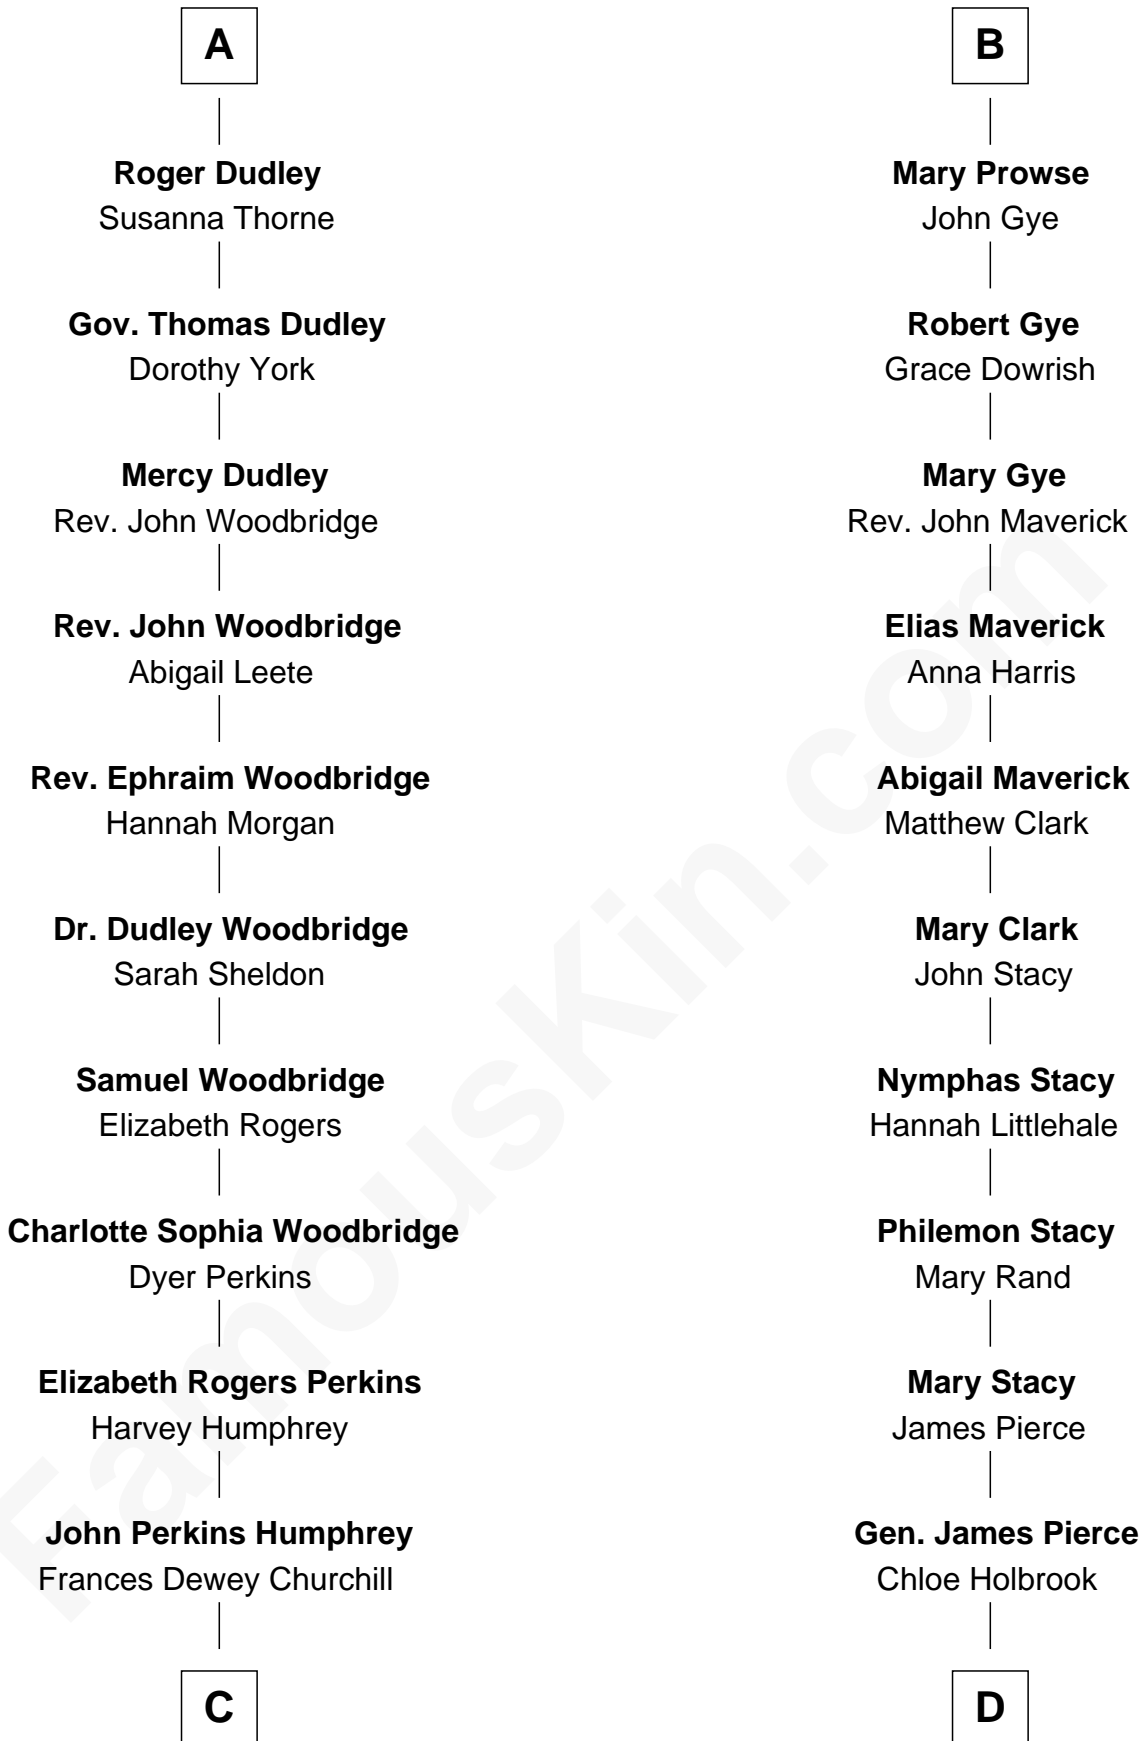 A
Roger Dudley
Susanna Thorne
Gov. Thomas Dudley
Dorothy York
Mercy Dudley
Rev. John Woodbridge
Rev. John Woodbridge
Abigail Leete
Rev. Ephraim Woodbridge
Hannah Morgan
Dr. Dudley Woodbridge
Sarah Sheldon
Samuel Woodbridge
Elizabeth Rogers
Charlotte Sophia Woodbridge
Dyer Perkins
Elizabeth Rogers Perkins
Harvey Humphrey
John Perkins Humphrey
Frances Dewey Churchill
C
B
Mary Prowse
John Gye
Robert Gye
Grace Dowrish
Mary Gye
Rev. John Maverick
Elias Maverick
Anna Harris
Abigail Maverick
Matthew Clark
Mary Clark
John Stacy
Nymphas Stacy
Hannah Littlehale
Philemon Stacy
Mary Rand
Mary Stacy
James Pierce
Gen. James Pierce
Chloe Holbrook
D
FamousKin.com